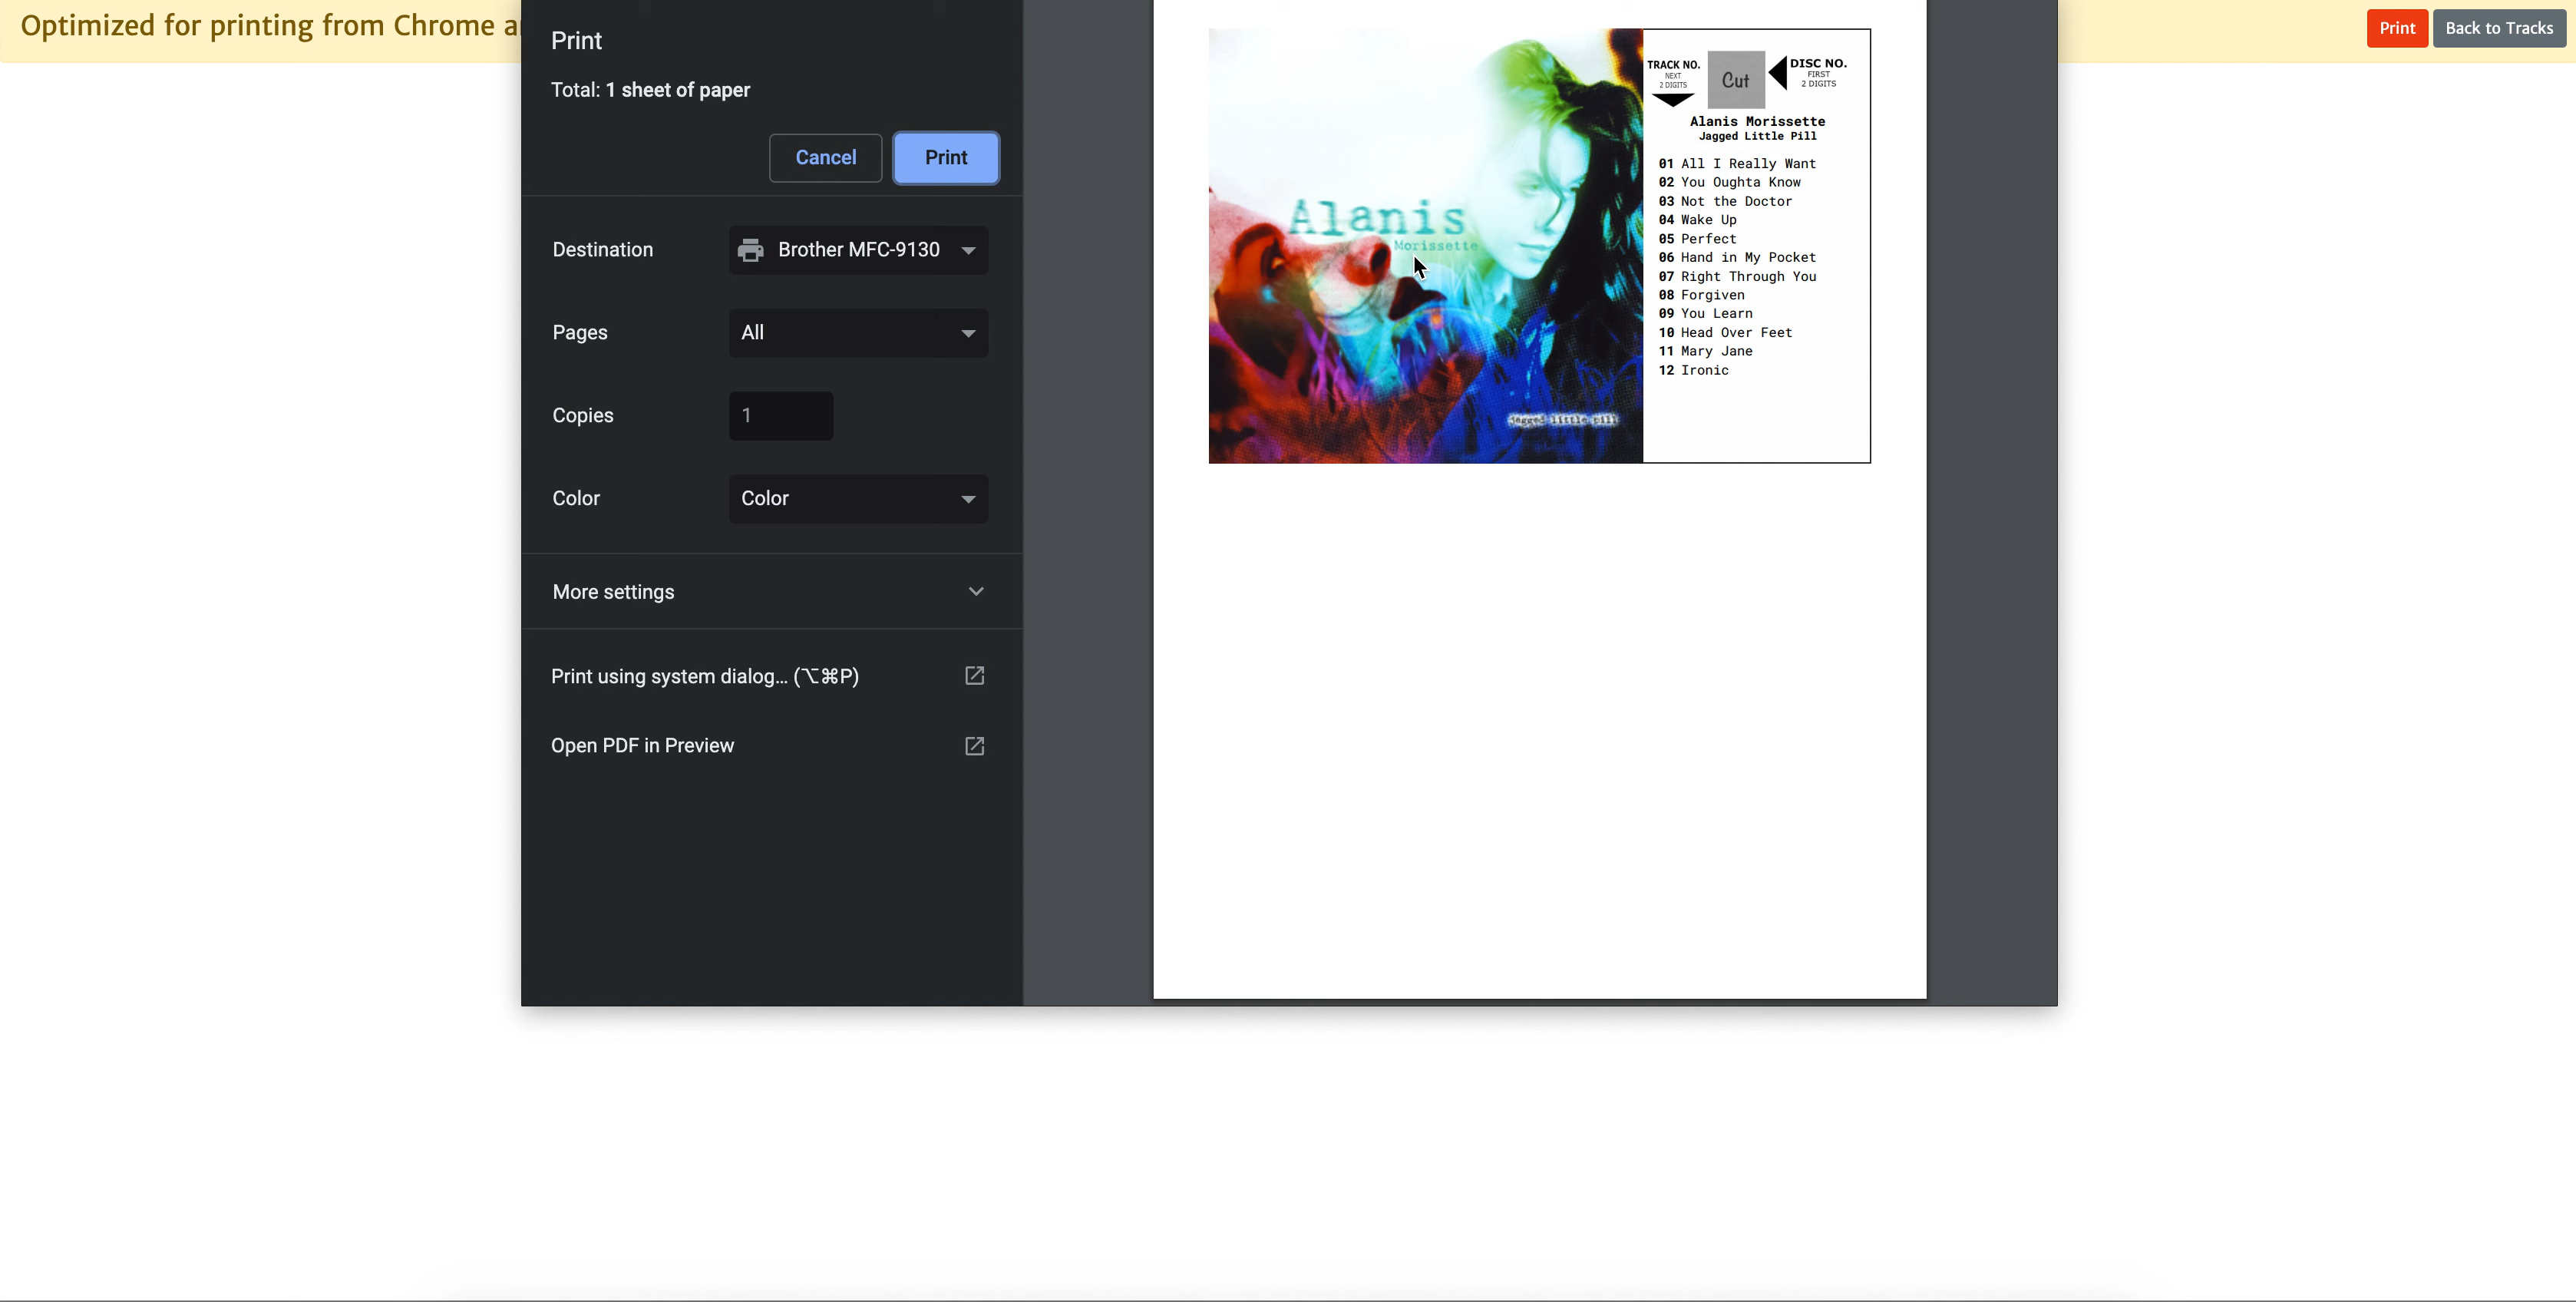 Optimized for printing from Chrome a
Print
Back to Tracks
Print
Total: 1 sheet of paper
Cancel
Print
Destination
Brother MFC-9130
Pages
All
Copies
1
Color
Color
More settings
Print using system dialog... (⌥⌘P)
Open PDF in Preview
Alanis
Morissette
jagged little pill
TRACK NO.
NEXT
2 DIGITS
Cut
DISC NO.
FIRST
2 DIGITS
Alanis Morissette
Jagged Little Pill
01 All I Really Want
02 You Oughta Know
03 Not the Doctor
04 Wake Up
05 Perfect
06 Hand in My Pocket
07 Right Through You
08 Forgiven
09 You Learn
10 Head Over Feet
11 Mary Jane
12 Ironic